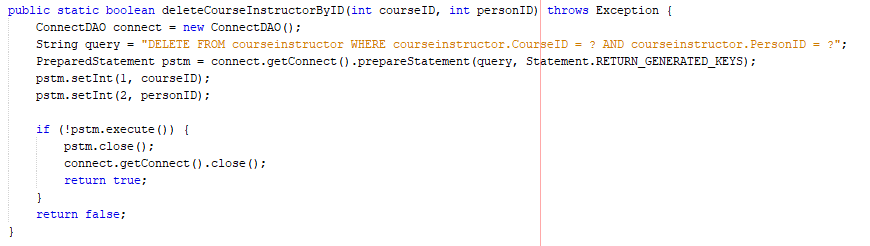 public static boolean deleteCourseInstructorByID(int courseID, int personID) throws Exception {
    ConnectDAO connect = new ConnectDAO();
    String query = "DELETE FROM courseinstructor WHERE courseinstructor.CourseID = ? AND courseinstructor.PersonID = ?";
    PreparedStatement pstm = connect.getConnect().prepareStatement(query, Statement.RETURN_GENERATED_KEYS);
    pstm.setInt(1, courseID);
    pstm.setInt(2, personID);

    if (!pstm.execute()) {
        pstm.close();
        connect.getConnect().close();
        return true;
    }
    return false;
}